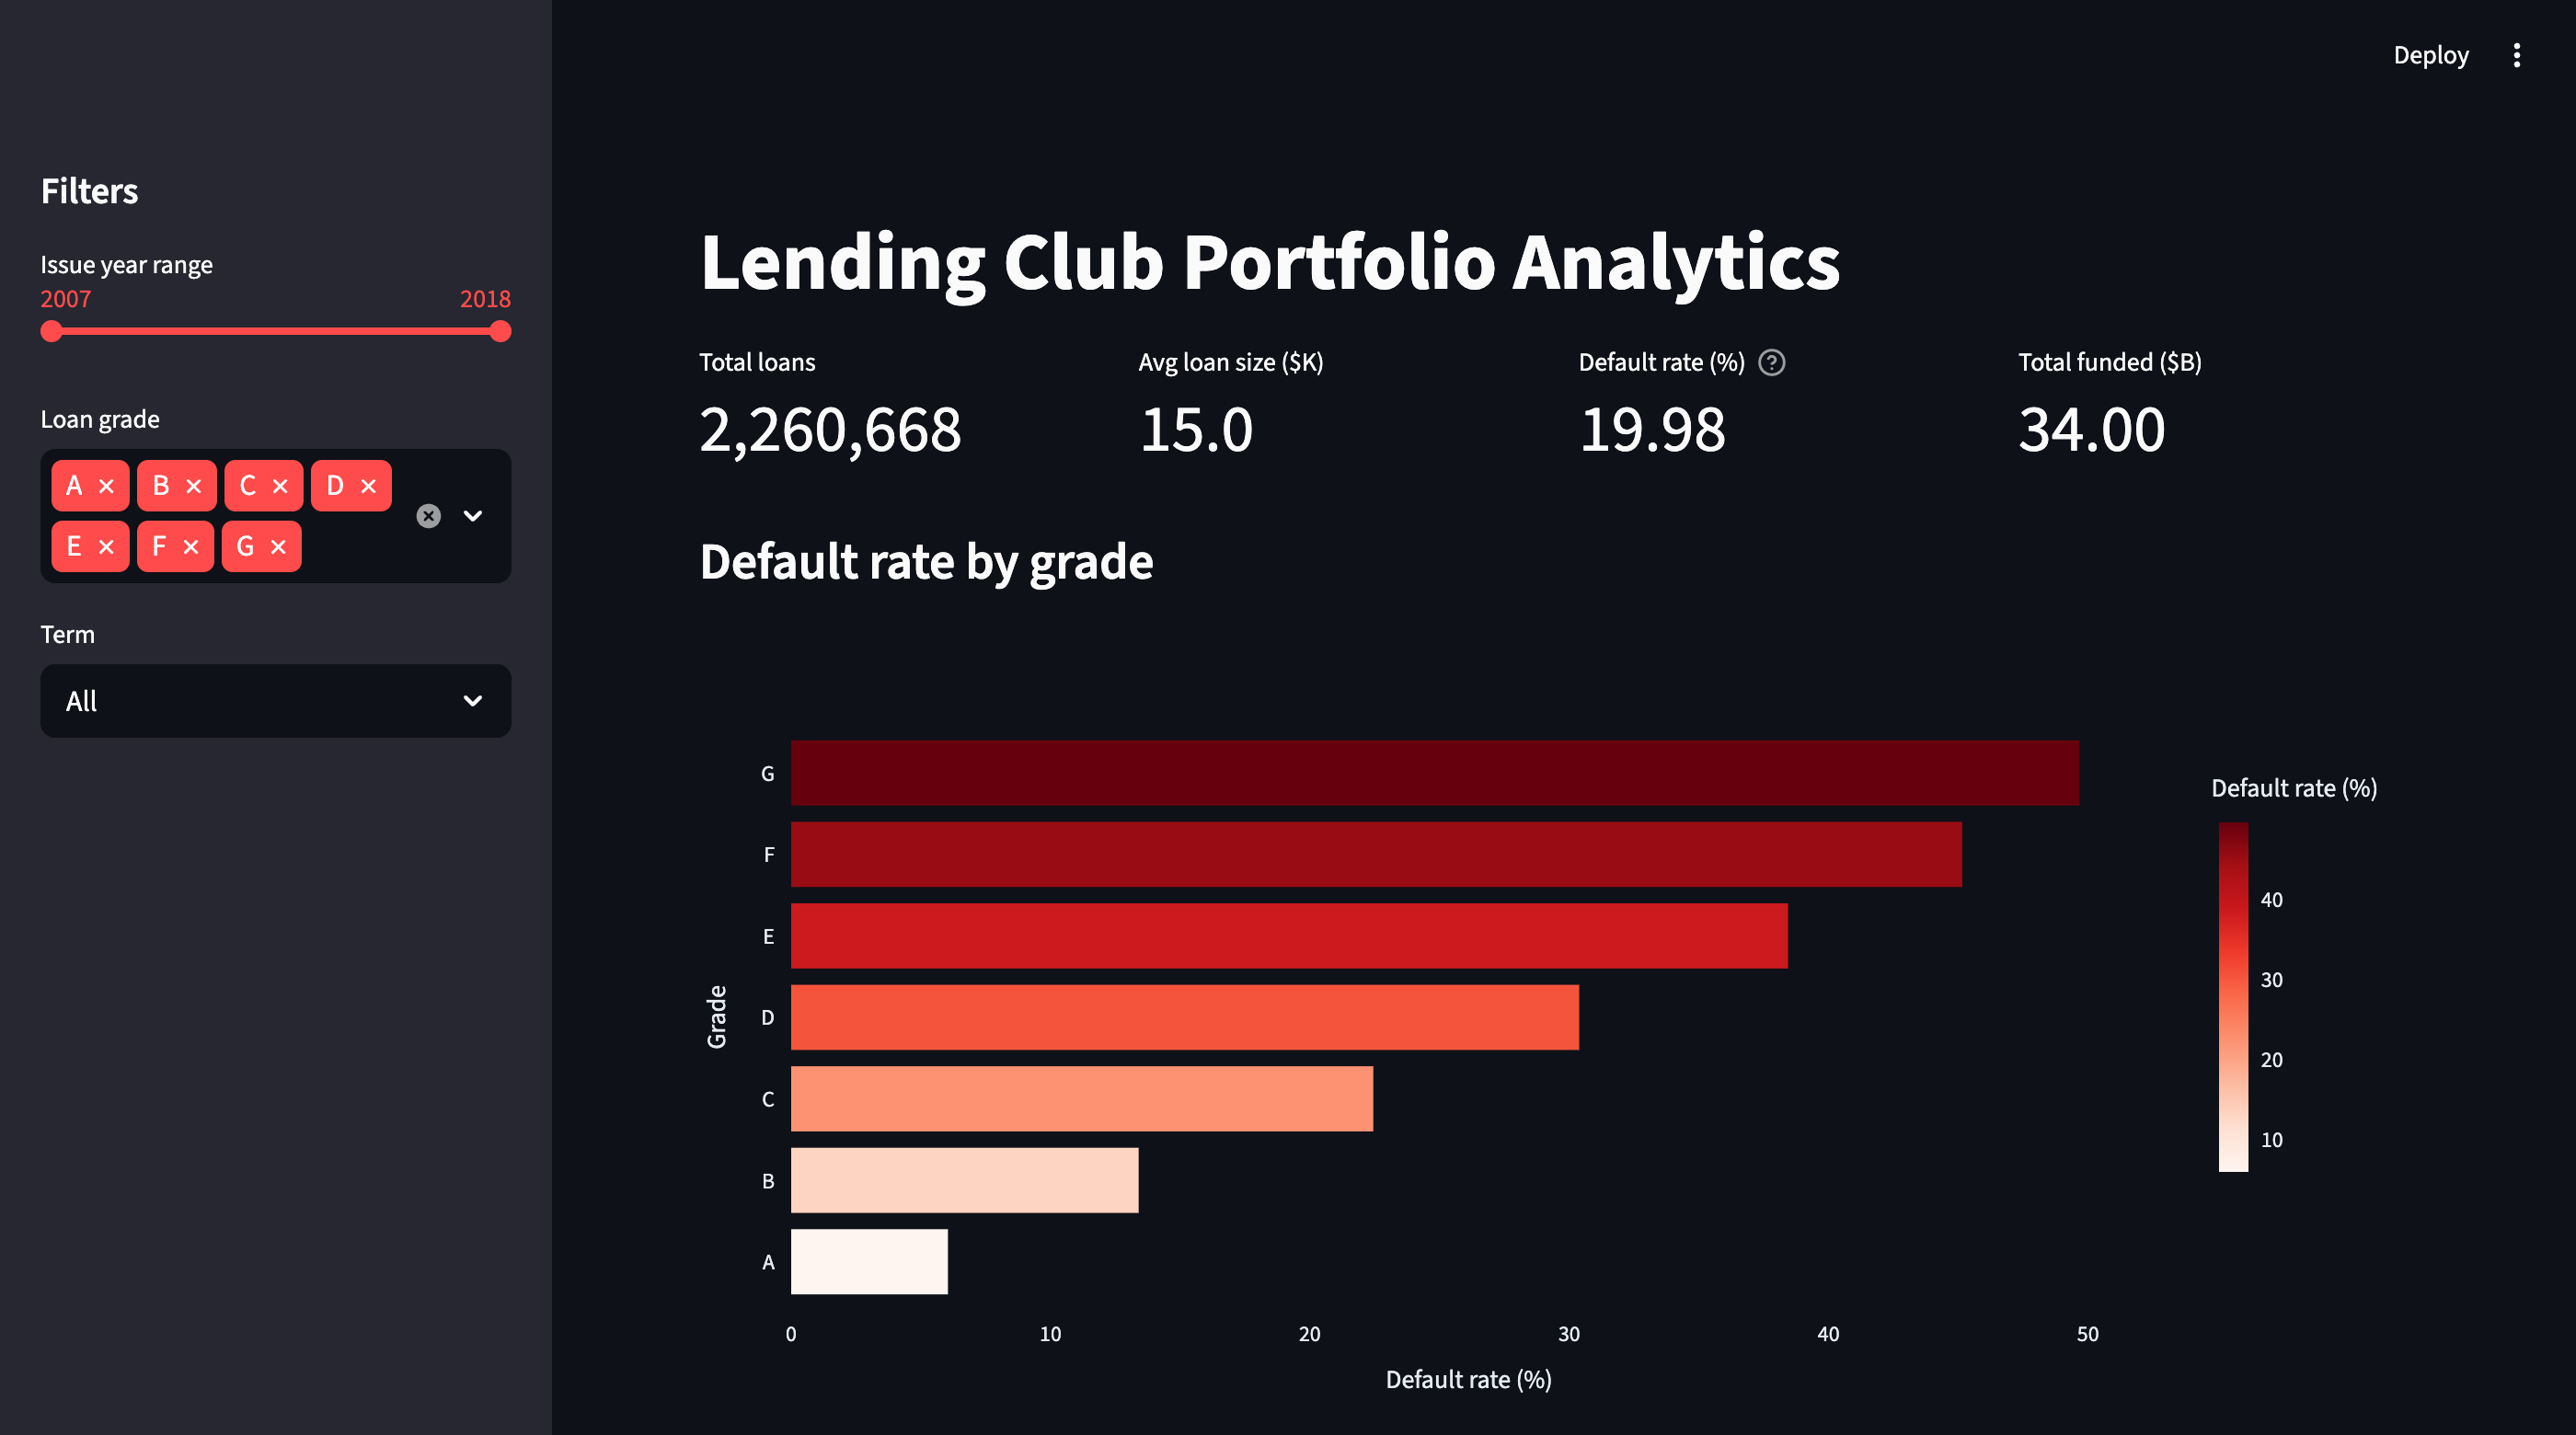 Deploy
Filters
Issue year range
2007 2018
Loan grade
A B C D
E F G
Term
All
Lending Club Portfolio Analytics
Total loans
2,260,668
Avg loan size ($K)
15.0
Default rate (%)
19.98
Total funded ($B)
34.00
Default rate by grade
Grade
G
F
E
D
C
B
A
0 10 20 30 40 50
Default rate (%)
Default rate (%)
40
30
20
10